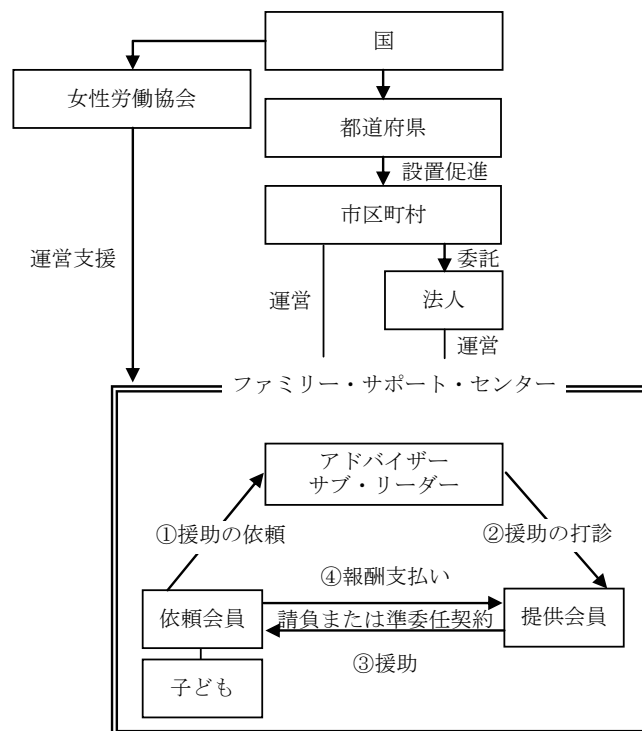 国
女性労働協会
都道府県
設置促進
市区町村
運営支援
委託
運営
法人
運営
ファミリー・サポート・センター
アドバイザー
サブ・リーダー
①援助の依頼
②援助の打診
④報酬支払い
依頼会員
請負または準委任契約
提供会員
③援助
子ども